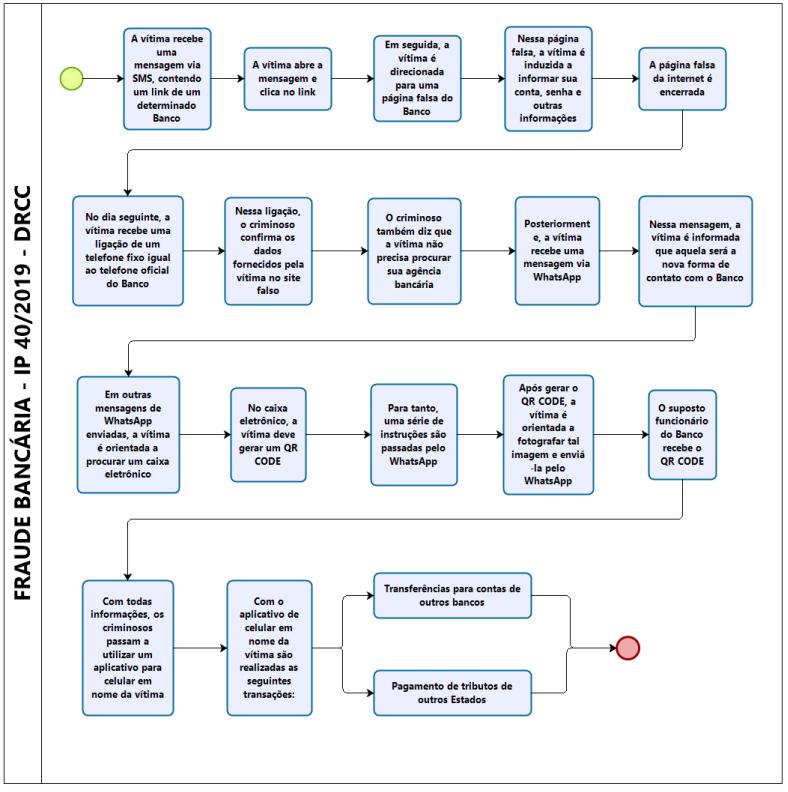 FRAUDE BANCÁRIA - IP 40/2019 - DRCC
A vítima recebe
uma
mensagem via
SMS, contendo
um link de um
determinado
Banco
A vítima abre a
mensagem e
clica no link
Em seguida, a
vítima é
direcionada
para uma
página falsa do
Banco
Nessa página
falsa, a vítima é
induzida a
informar sua
conta, senha e
outras
informações
A página falsa
da internet é
encerrada
No dia seguinte, a
vítima recebe uma
ligação de um
telefone fixo igual
ao telefone oficial
do Banco
Nessa ligação,
o criminoso
confirma os
dados
fornecidos pela
vítima no site
falso
O criminoso
também diz que
a vítima não
precisa procurar
sua agência
bancária
Posteriorment
e, a vítima
recebe uma
mensagem via
WhatsApp
Nessa mensagem, a
vítima é informada
que aquela será a
nova forma de
contato com o Banco
Em outras
mensagens de
WhatsApp
enviadas, a vítima
é orientada a
procurar um caixa
eletrônico
No caixa
eletrônico, a
vítima deve
gerar um QR
CODE
Para tanto,
uma série de
instruções são
passadas pelo
WhatsApp
Após gerar o
QR CODE, a
vítima é
orientada a
fotografar tal
imagem e enviá
-la pelo
WhatsApp
O suposto
funcionário
do Banco
recebe o
QR CODE
Com todas
informações, os
criminosos
passam a
utilizar um
aplicativo para
celular em
nome da vítima
Com o
aplicativo de
celular em
nome da
vítima são
realizadas as
seguintes
transações:
Transferências para contas de
outros bancos
Pagamento de tributos de
outros Estados